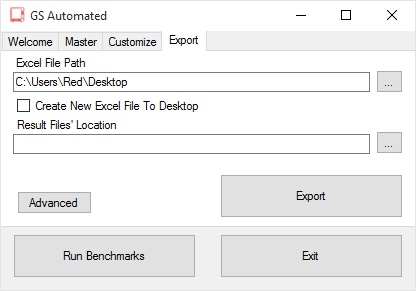 GS Automated
Welcome Master Customize Export
Excel File Path
C:\Users\Red\Desktop
...
Create New Excel File To Desktop
Result Files' Location
...
Advanced
Export
Run Benchmarks
Exit